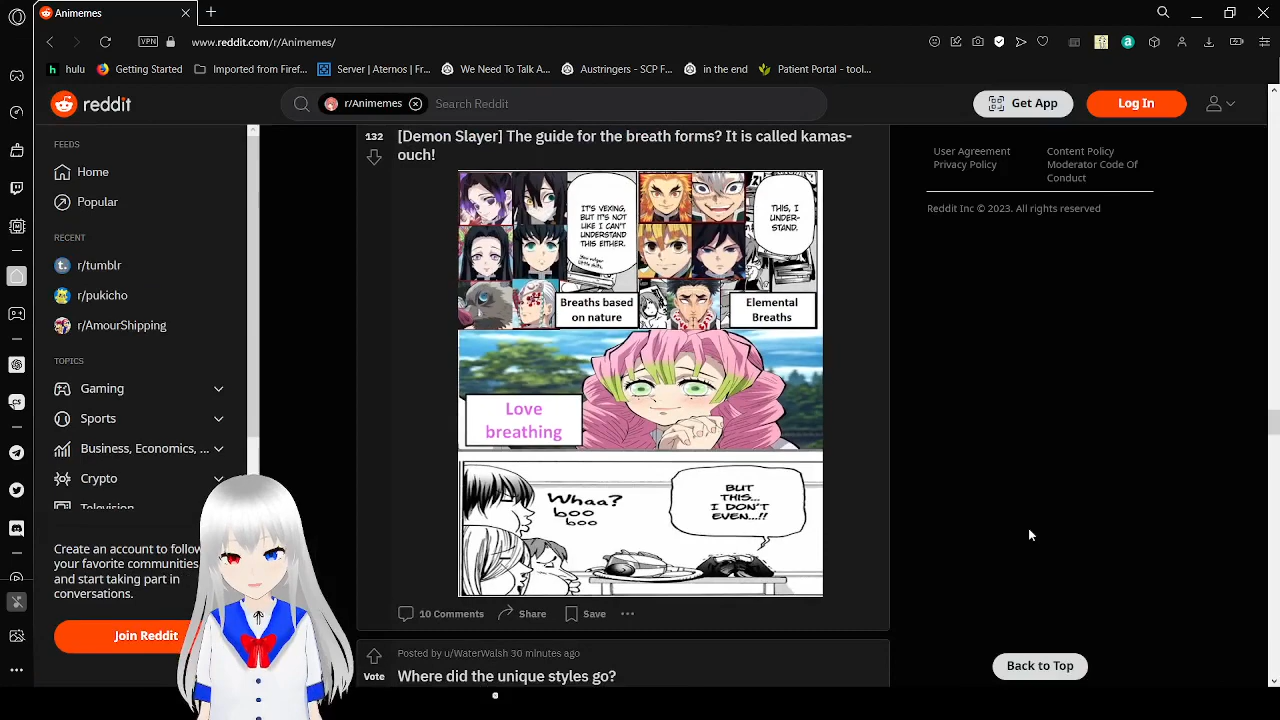 Animemes
VPN
www.reddit.com/r/Animemes/
hulu
Getting Started
Imported from Firef...
Server | Aternos | Fr...
We Need To Talk A...
Austringers - SCP F...
in the end
Patient Portal - tool...
reddit
r/Animemes
Search Reddit
Get App
Log In
FEEDS
Home
Popular
RECENT
r/tumblr
r/pukicho
r/AmourShipping
TOPICS
Gaming
Sports
Business, Economics, ...
Crypto
Television
Create an account to follow
your favorite communities
and start taking part in
conversations.
Join Reddit
132
[Demon Slayer] The guide for the breath forms? It is called kamas-
ouch!
IT'S VEXING,
BUT IT'S NOT
LIKE I CAN'T
UNDERSTAND
THIS EITHER.
Breaths based
on nature
THIS, I
UNDER-
STAND.
Elemental
Breaths
Love
breathing
Whaa?
boo
boo
BUT
THIS...
I DON'T
EVEN...!!
10 Comments
Share
Save
Posted by u/WaterWalsh 30 minutes ago
Vote
Where did the unique styles go?
User Agreement
Privacy Policy
Content Policy
Moderator Code Of
Conduct
Reddit Inc © 2023. All rights reserved
Back to Top